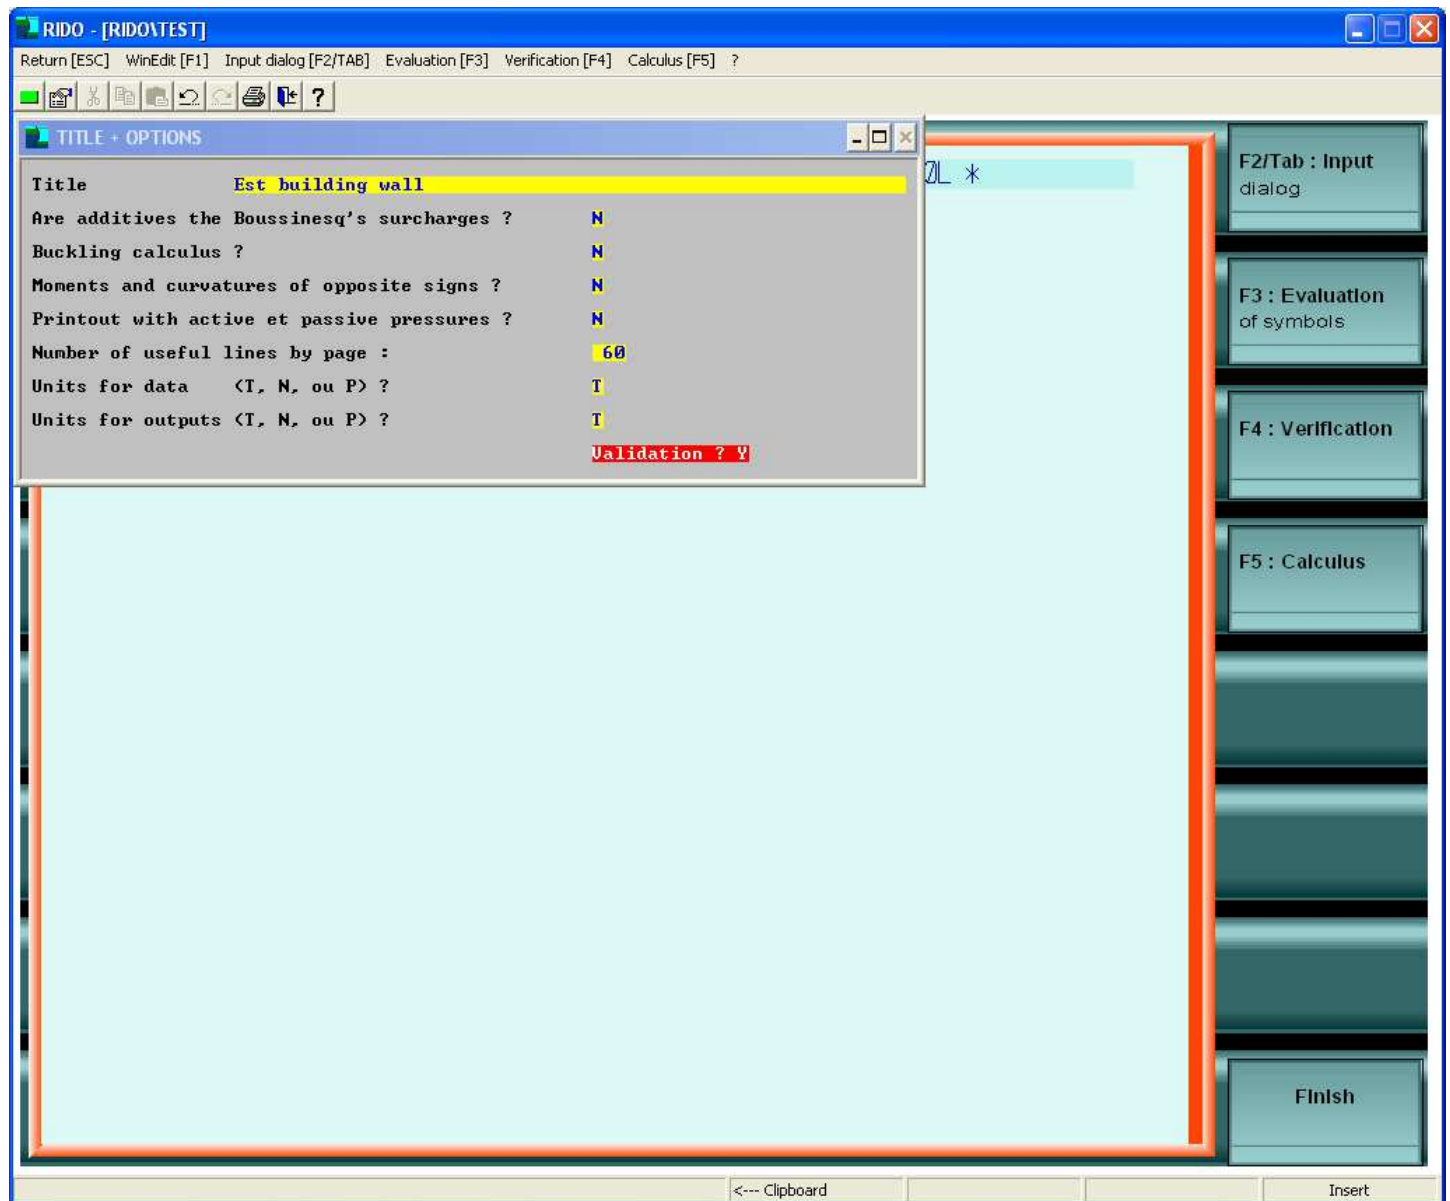 RIDO - [RIDO\TEST]
Return [ESC] WinEdit [F1] Input dialog [F2/TAB] Evaluation [F3] Verification [F4] Calculus [F5] ?
TITLE + OPTIONS
Title Est building wall
Are additives the Boussinesq's surcharges ? N
Buckling calculus ? N
Moments and curvatures of opposite signs ? N
Printout with active et passive pressures ? N
Number of useful lines by page : 60
Units for data (T, N, ou P) ? T
Units for outputs (T, N, ou P) ? T
Validation ? Y
L *
F2/Tab : Input
dialog
F3 : Evaluation
of symbols
F4 : Verification
F5 : Calculus
Finish
<--- Clipboard
Insert